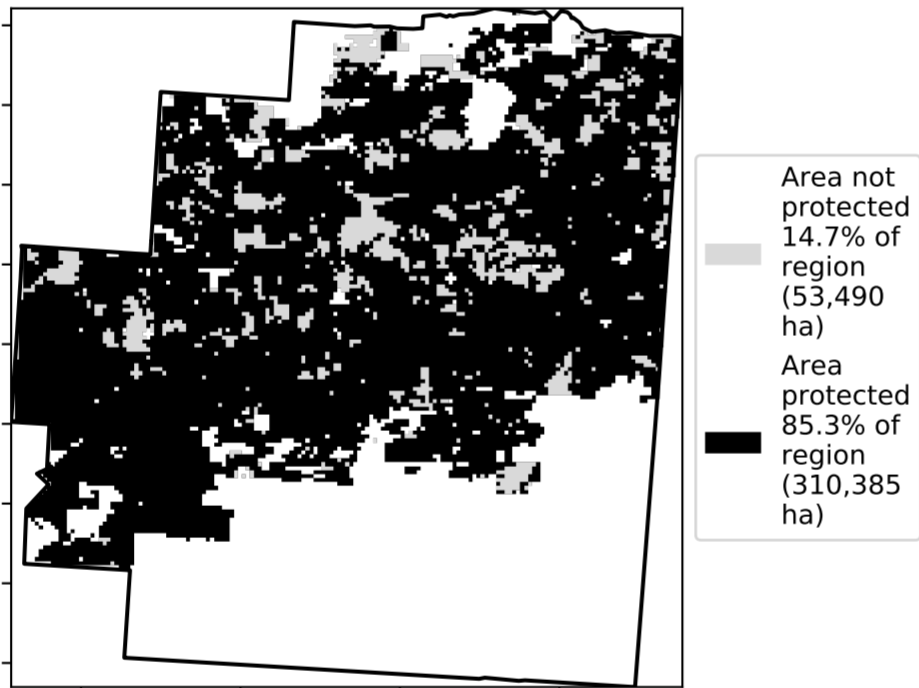 Area not
protected
14.7% of
region
(53,490
ha)
Area
protected
85.3% of
region
(310,385
ha)